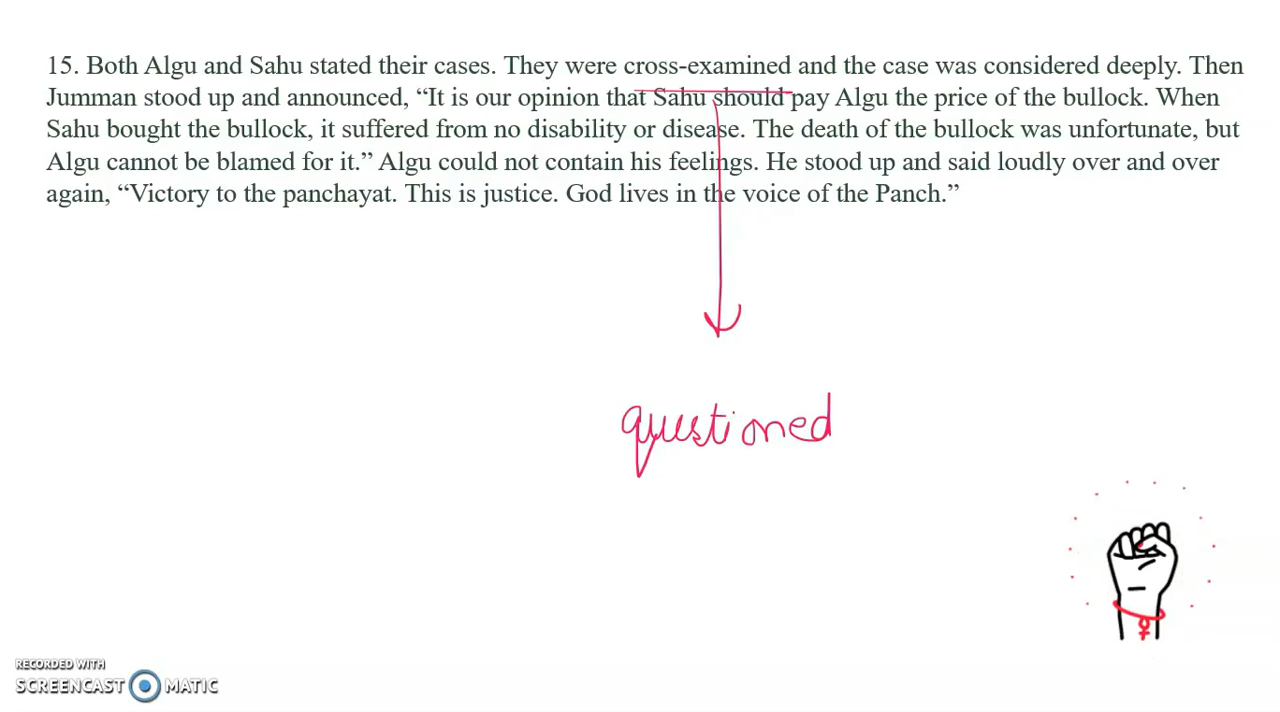 15. Both Algu and Sahu stated their cases. They were cross-examined and the case was considered deeply. Then
Jumman stood up and announced, “It is our opinion that Sahu should pay Algu the price of the bullock. When
Sahu bought the bullock, it suffered from no disability or disease. The death of the bullock was unfortunate, but
Algu cannot be blamed for it.” Algu could not contain his feelings. He stood up and said loudly over and over
again, “Victory to the panchayat. This is justice. God lives in the voice of the Panch.”
questioned
RECORDED WITH
SCREENCAST MATIC